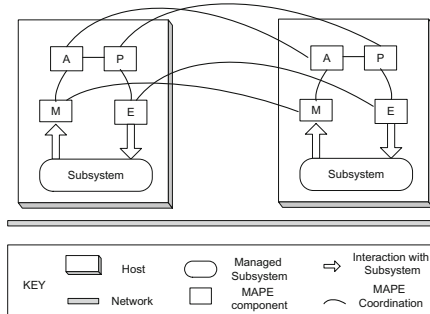 A P
A P
M E
M E
Subsystem
Subsystem
KEY
Host
Managed Subsystem
Interaction with Subsystem
Network
MAPE component
MAPE Coordination